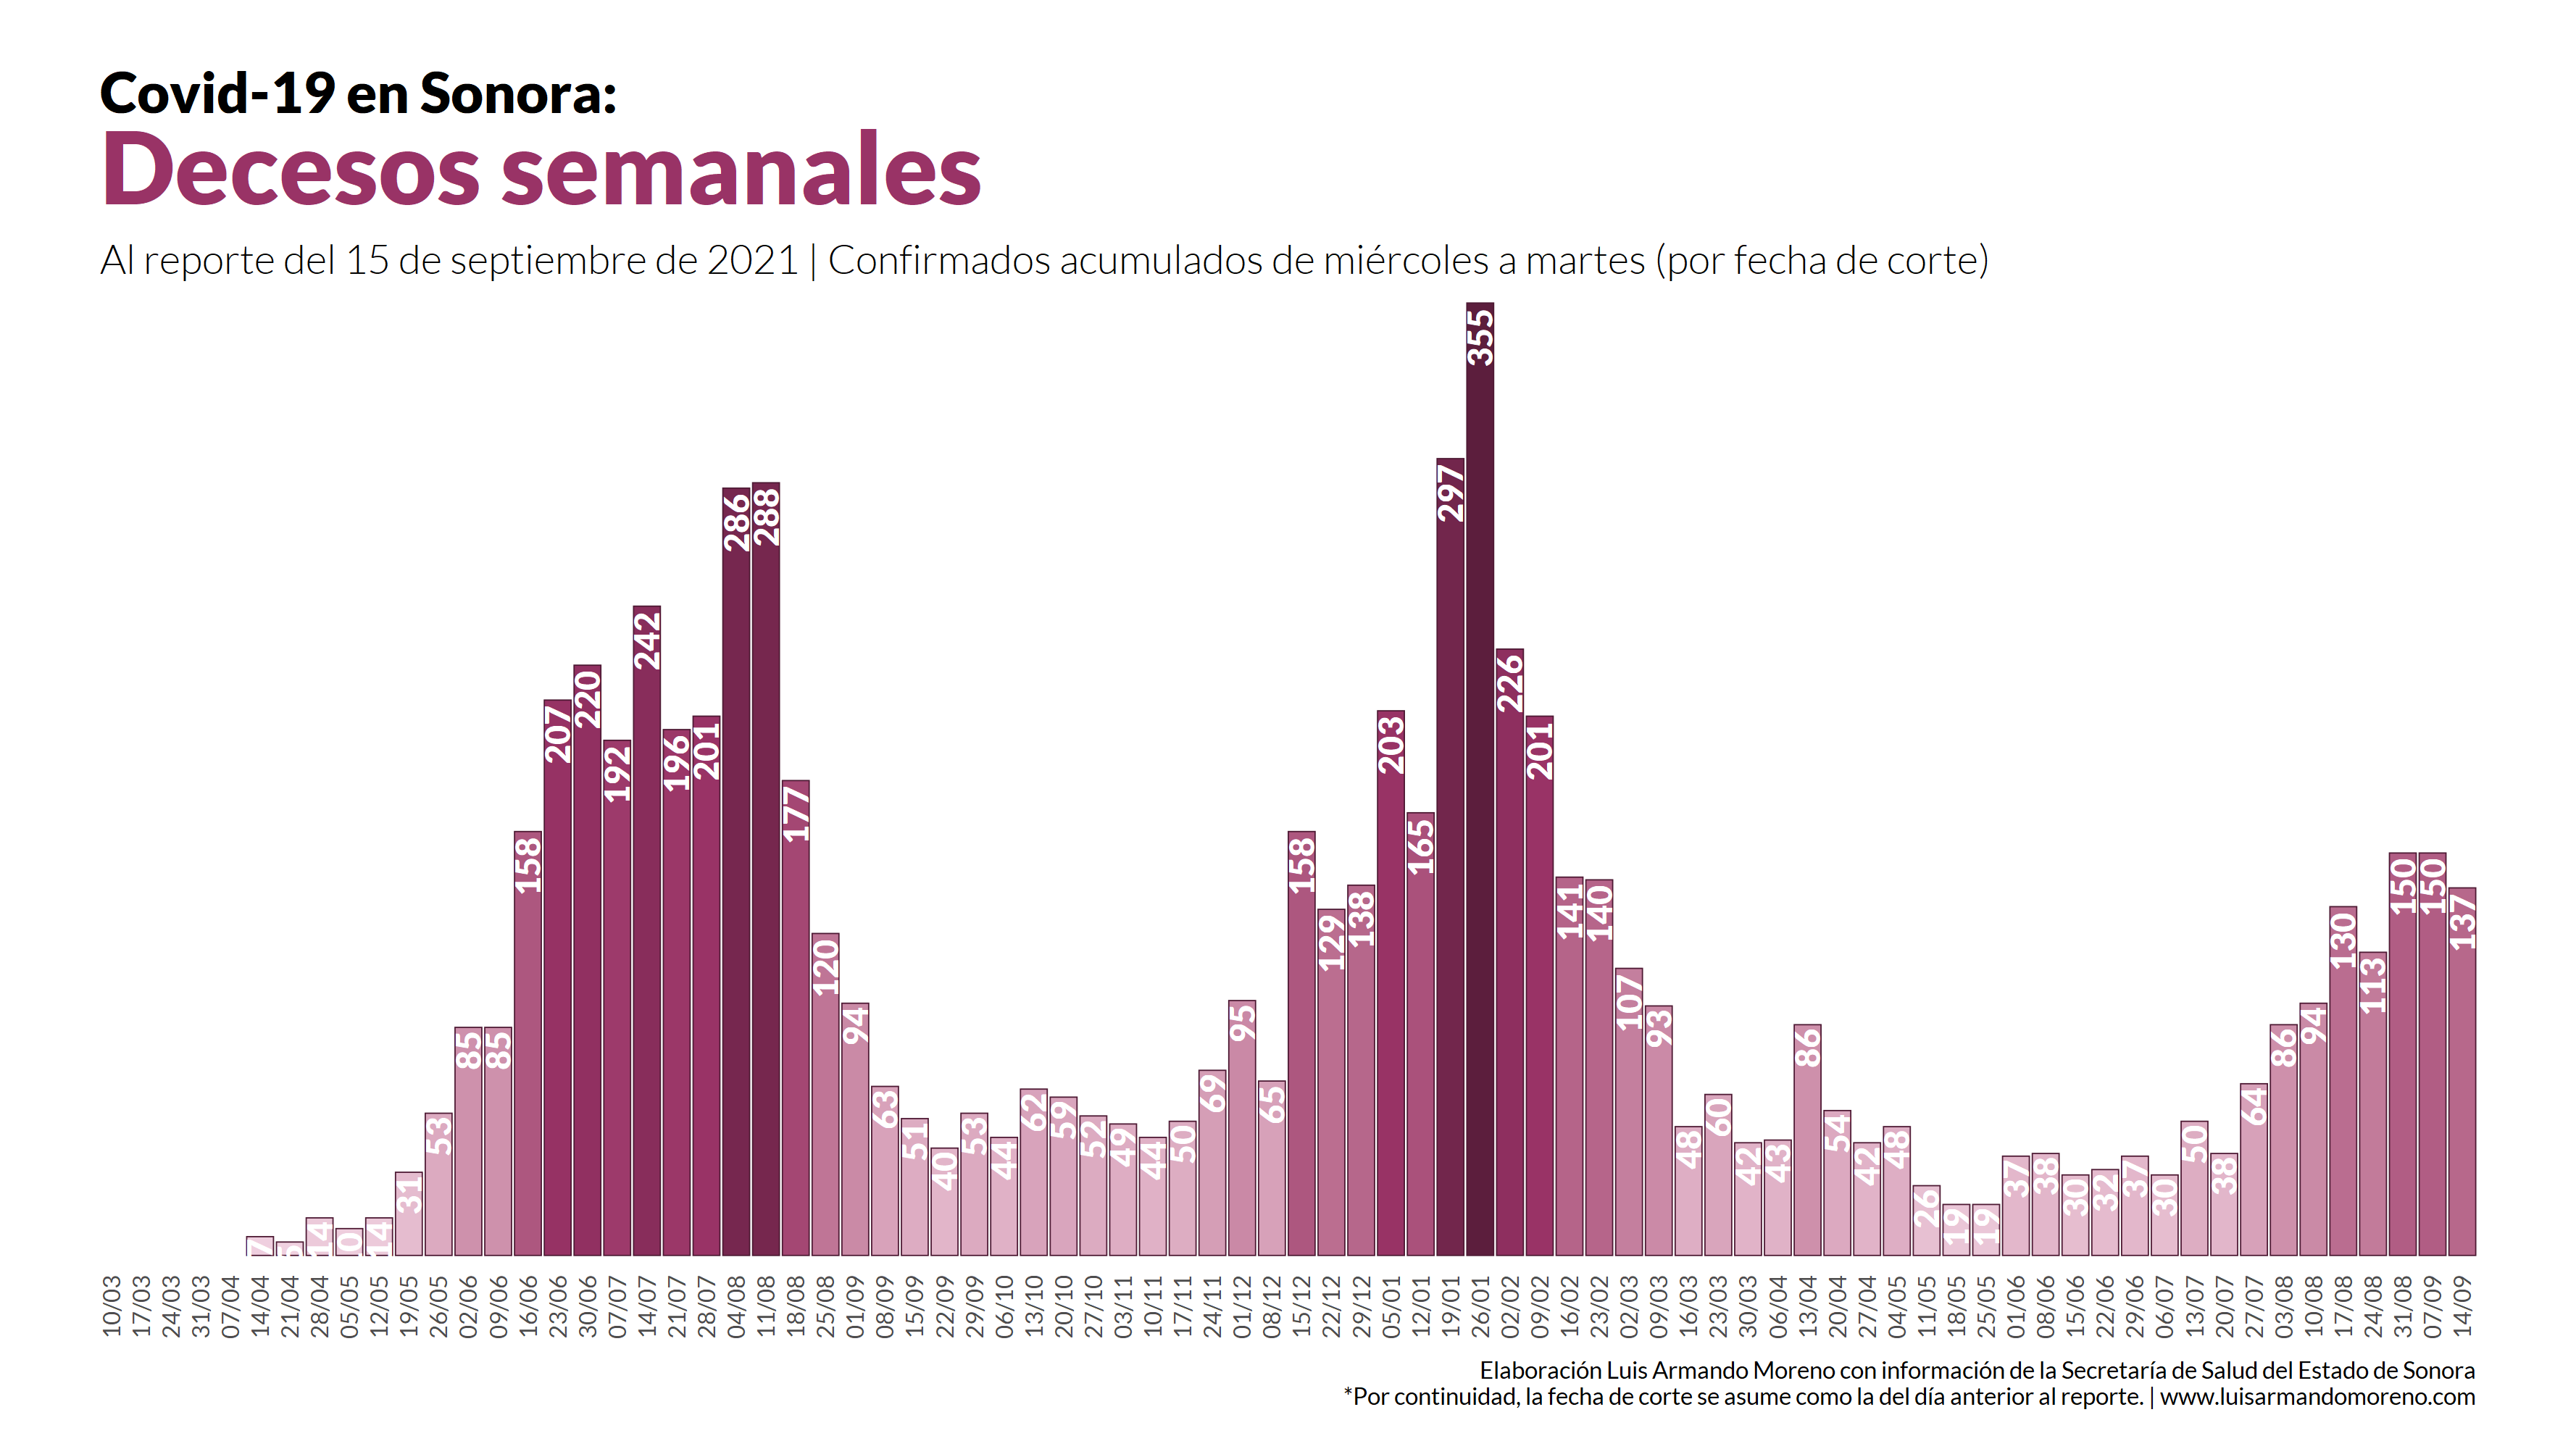 Covid-19 en Sonora:
Decesos semanales
Al reporte del 15 de septiembre de 2021 | Confirmados acumulados de miércoles a martes (por fecha de corte)
7 14 10 14 31 53 85 85 158 207 220 192 242 196 201 286 288 177 120 94 63 51 40 53 44 62 59 52 49 44 50 69 95 65 158 129 138 203 165 297 355 226 201 141 140 107 93 48 60 42 43 86 54 42 48 26 19 19 37 38 30 32 37 30 50 38 64 86 94 130 113 150 150 137
10/03 17/03 24/03 31/03 07/04 14/04 21/04 28/04 05/05 12/05 19/05 26/05 02/06 09/06 16/06 23/06 30/06 07/07 14/07 21/07 28/07 04/08 11/08 18/08 25/08 01/09 08/09 15/09 22/09 29/09 06/10 13/10 20/10 27/10 03/11 10/11 17/11 24/11 01/12 08/12 15/12 22/12 29/12 05/01 12/01 19/01 26/01 02/02 09/02 16/02 23/02 02/03 09/03 16/03 23/03 30/03 06/04 13/04 20/04 27/04 04/05 11/05 18/05 25/05 01/06 08/06 15/06 22/06 29/06 06/07 13/07 20/07 27/07 03/08 10/08 17/08 24/08 31/08 07/09 14/09
Elaboración Luis Armando Moreno con información de la Secretaría de Salud del Estado de Sonora
*Por continuidad, la fecha de corte se asume como la del día anterior al reporte. | www.luisarmandomoreno.com